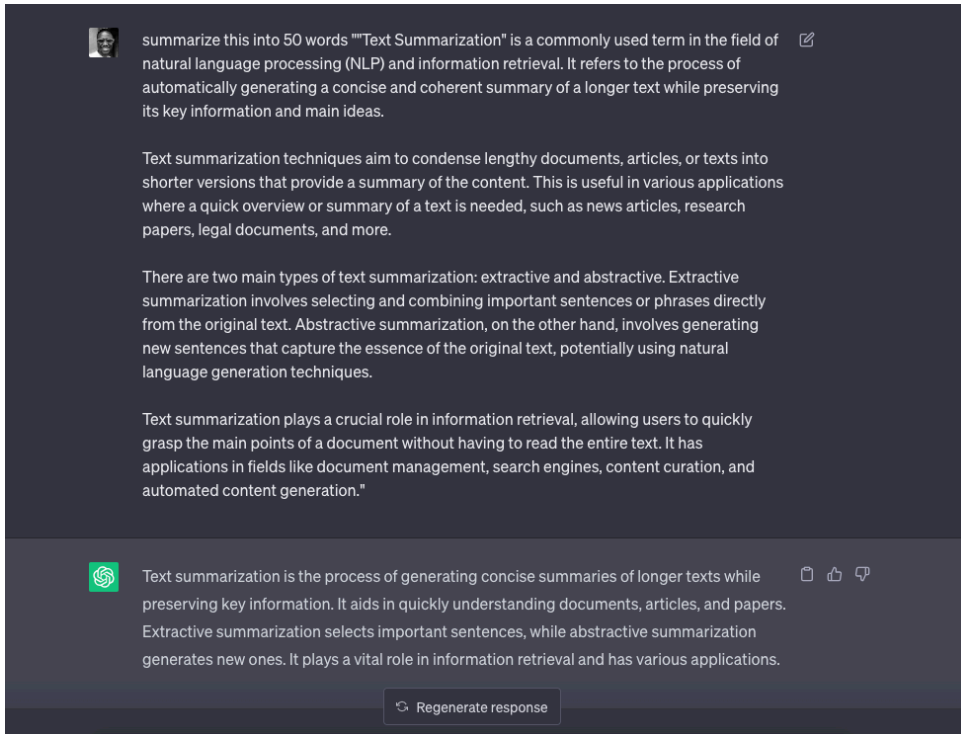 summarize this into 50 words ""Text Summarization" is a commonly used term in the field of
natural language processing (NLP) and information retrieval. It refers to the process of
automatically generating a concise and coherent summary of a longer text while preserving
its key information and main ideas.
Text summarization techniques aim to condense lengthy documents, articles, or texts into
shorter versions that provide a summary of the content. This is useful in various applications
where a quick overview or summary of a text is needed, such as news articles, research
papers, legal documents, and more.
There are two main types of text summarization: extractive and abstractive. Extractive
summarization involves selecting and combining important sentences or phrases directly
from the original text. Abstractive summarization, on the other hand, involves generating
new sentences that capture the essence of the original text, potentially using natural
language generation techniques.
Text summarization plays a crucial role in information retrieval, allowing users to quickly
grasp the main points of a document without having to read the entire text. It has
applications in fields like document management, search engines, content curation, and
automated content generation."
Text summarization is the process of generating concise summaries of longer texts while
preserving key information. It aids in quickly understanding documents, articles, and papers.
Extractive summarization selects important sentences, while abstractive summarization
generates new ones. It plays a vital role in information retrieval and has various applications.
Regenerate response